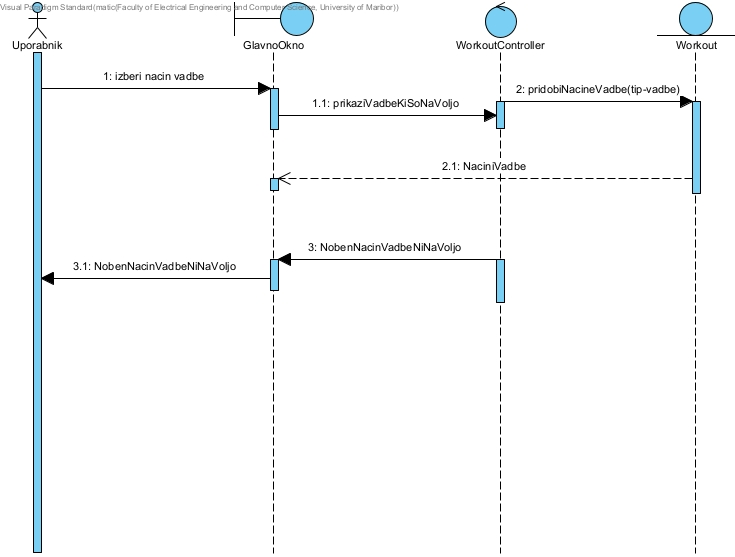 Visual Paradigm Standard(matic(Faculty of Electrical Engineering and Computer Science, University of Maribor))
Uporabnik
GlavnoOkno
WorkoutController
Workout
1: izberi nacin vadbe
2: pridobiNacineVadbe(tip-vadbe)
1.1: prikaziVadbeKiSoNaVoljo
2.1: NaciniVadbe
3: NobenNacinVadbeNiNaVoljo
3.1: NobenNacinVadbeNiNaVoljo